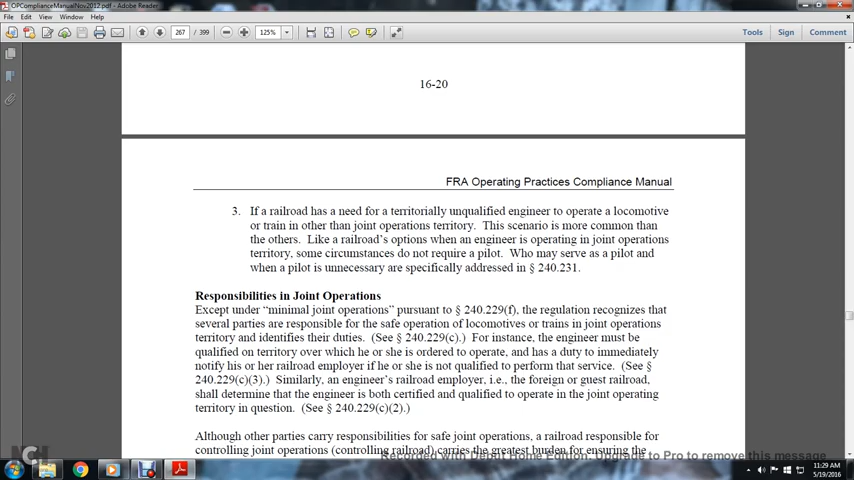 OPComplianceManualNov2012.pdf - Adobe Reader
File Edit View Window Help
267 / 399 125% Tools Sign Comment
16-20
FRA Operating Practices Compliance Manual
3. If a railroad has a need for a territorially unqualified engineer to operate a locomotive
or train in other than joint operations territory. This scenario is more common than
the others. Like a railroad's options when an engineer is operating in joint operations
territory, some circumstances do not require a pilot. Who may serve as a pilot and
when a pilot is unnecessary are specifically addressed in § 240.231.
Responsibilities in Joint Operations
Except under "minimal joint operations" pursuant to § 240.229(f), the regulation recognizes that
several parties are responsible for the safe operation of locomotives or trains in joint operations
territory and identifies their duties. (See § 240.229(c).) For instance, the engineer must be
qualified on territory over which he or she is ordered to operate, and has a duty to immediately
notify his or her railroad employer if he or she is not qualified to perform that service. (See §
240.229(c)(3).) Similarly, an engineer's railroad employer, i.e., the foreign or guest railroad,
shall determine that the engineer is both certified and qualified to operate in the joint operating
territory in question. (See § 240.229(c)(2).)
Although other parties carry responsibilities for safe joint operations, a railroad responsible for
controlling joint operations (controlling railroad) carries the greatest burden for ensuring the
Recorded with Debut Home Edition. Upgrade to Pro to remove this message
NCH
11:29 AM
5/19/2016